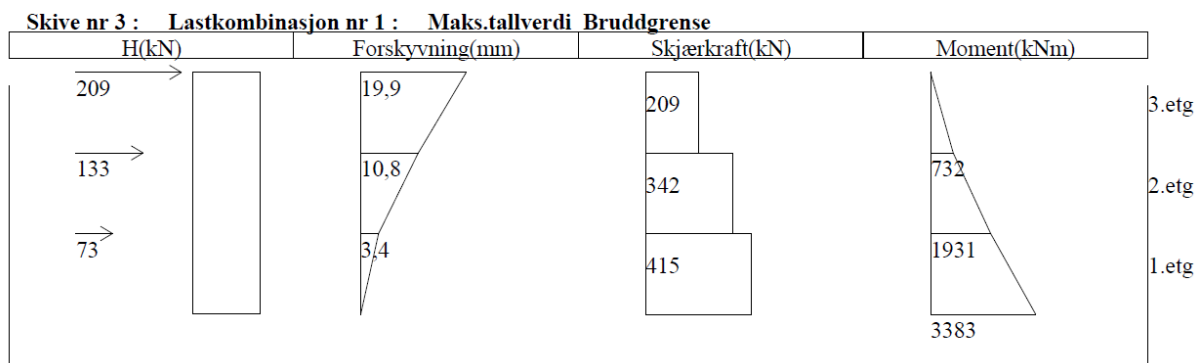 Skive nr 3 : Lastkombinasjon nr 1 : Maks.tallverdi Bruddgrense
H(kN) Forskyvning(mm) Skjærkraft(kN) Moment(kNm)
209 19,9 209 3.etg
133 10,8 342 732 2.etg
73 3,4 415 1931 1.etg
3383